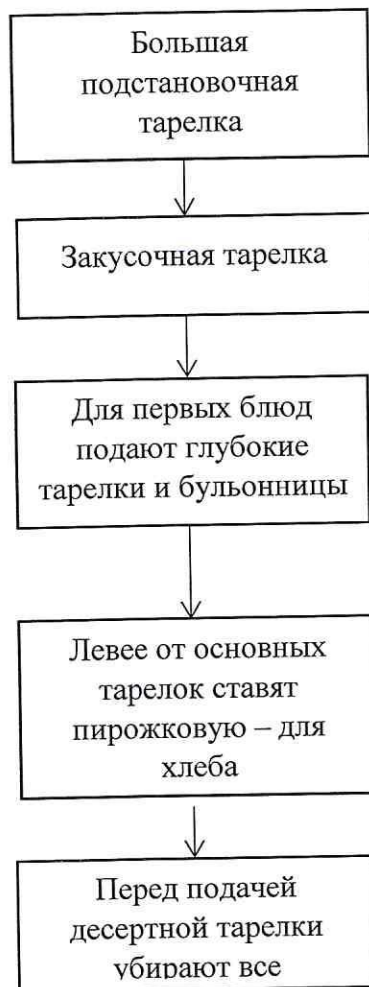 Большая
подстановочная
тарелка
Закусочная тарелка
Для первых блюд
подают глубокие
тарелки и бульонницы
Левее от основных
тарелок ставят
пирожковую – для
хлеба
Перед подачей
десертной тарелки
убирают все